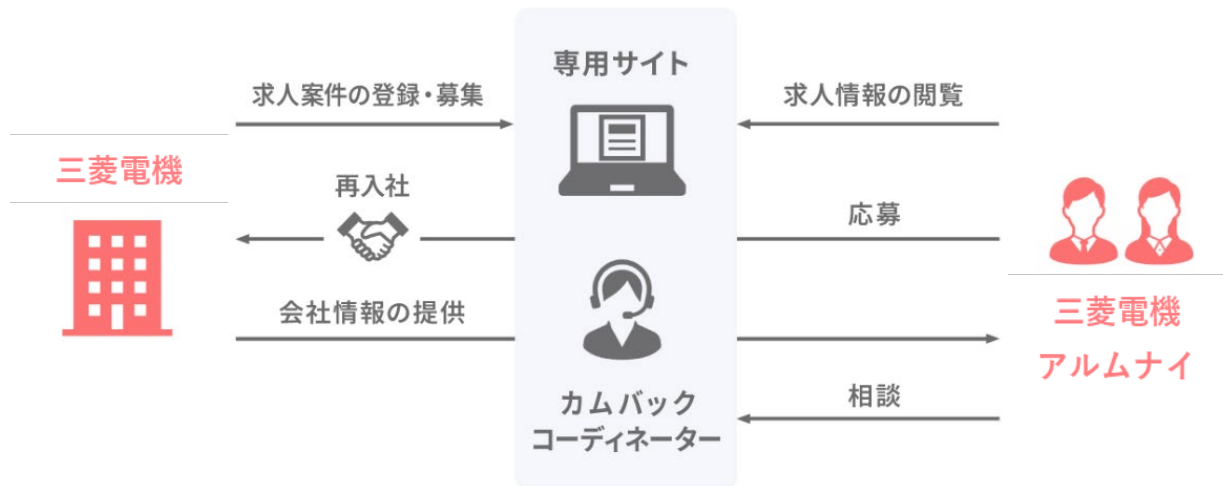 専用サイト
求人案件の登録・募集
求人情報の閲覧
三菱電機
再入社
応募
会社情報の提供
三菱電機
アルムナイ
相談
カムバック
コーディネーター